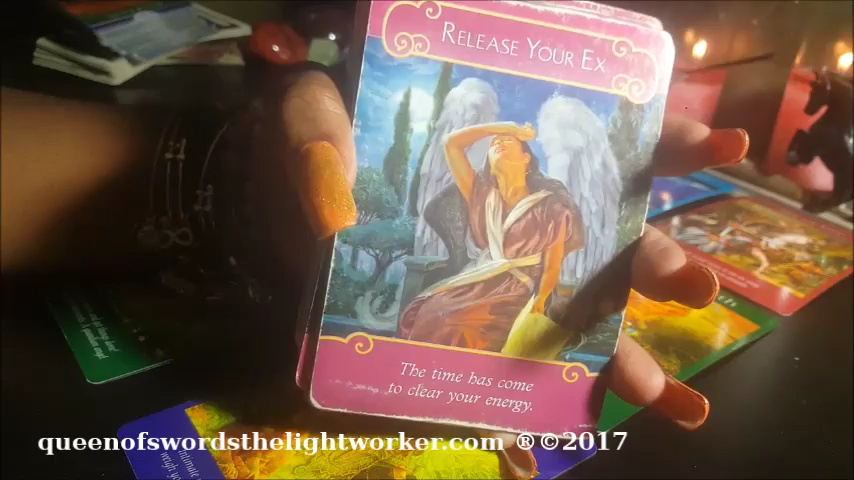 RELEASE YOUR EX
The time has come
to clear your energy.
queenofswordsthelightworker.com ®©2017